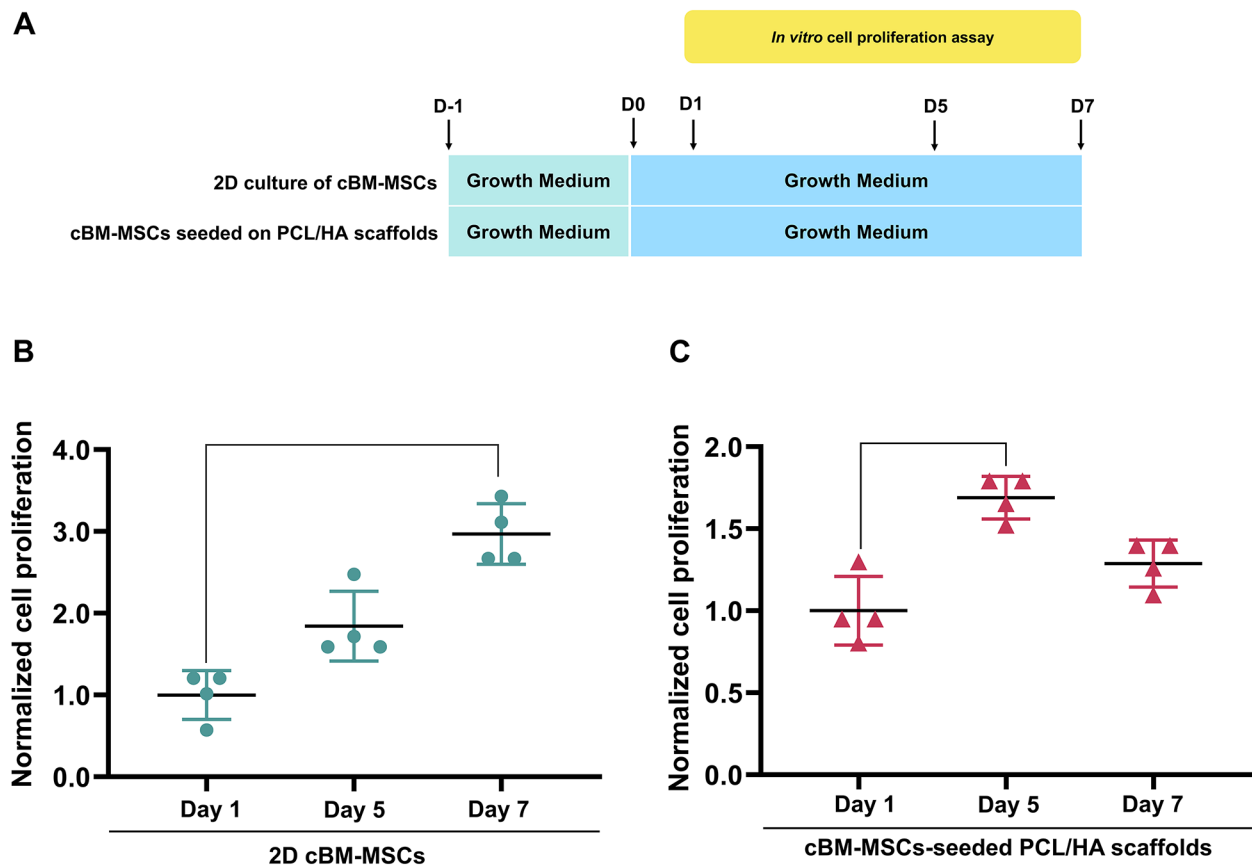 A
In vitro cell proliferation assay
D-1
D0
D1
D5
D7
2D culture of cBM-MSCs
Growth Medium
Growth Medium
cBM-MSCs seeded on PCL/HA scaffolds
Growth Medium
Growth Medium
B
Normalized cell proliferation
4.0
3.0
2.0
1.0
0.0
Day 1
Day 5
Day 7
2D cBM-MSCs
C
Normalized cell proliferation
2.0
1.5
1.0
0.5
0.0
Day 1
Day 5
Day 7
cBM-MSCs-seeded PCL/HA scaffolds